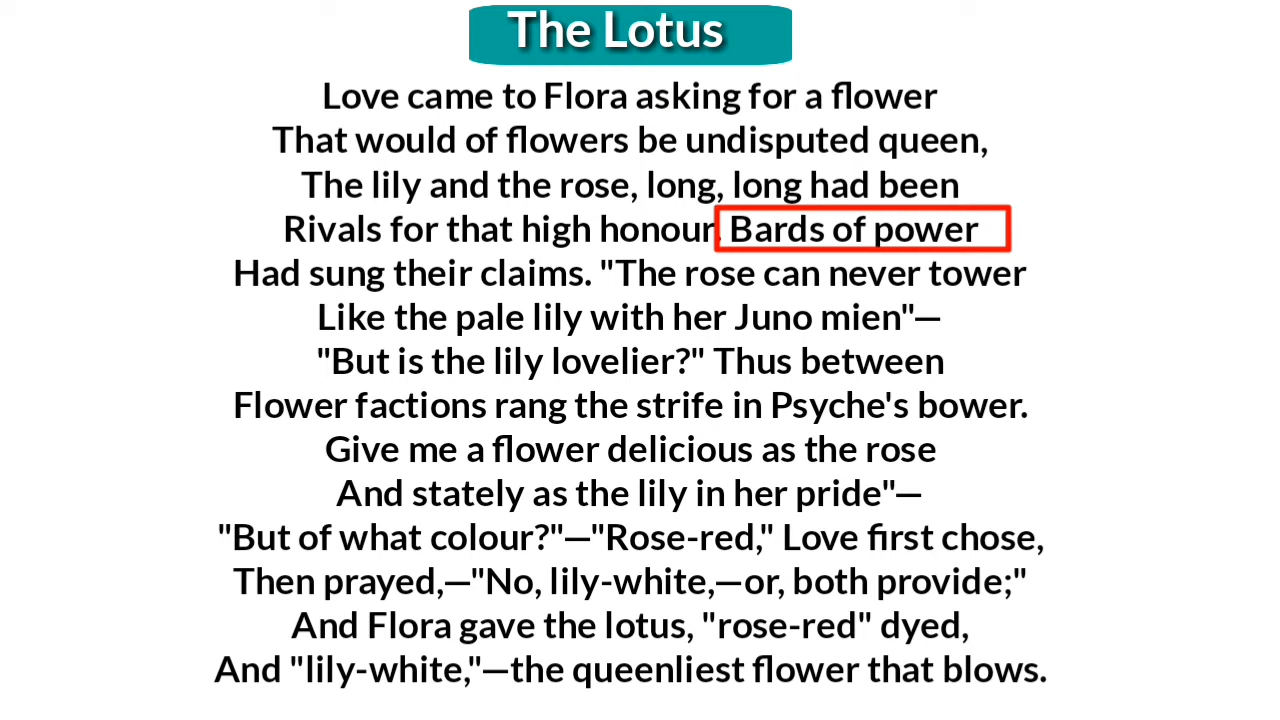 The Lotus
Love came to Flora asking for a flower
That would of flowers be undisputed queen,
The lily and the rose, long, long had been
Rivals for that high honour. Bards of power
Had sung their claims. "The rose can never tower
Like the pale lily with her Juno mien"—
"But is the lily lovelier?" Thus between
Flower factions rang the strife in Psyche's bower.
Give me a flower delicious as the rose
And stately as the lily in her pride"—
"But of what colour?"—"Rose-red," Love first chose,
Then prayed,—"No, lily-white,—or, both provide;"
And Flora gave the lotus, "rose-red" dyed,
And "lily-white,"—the queenliest flower that blows.